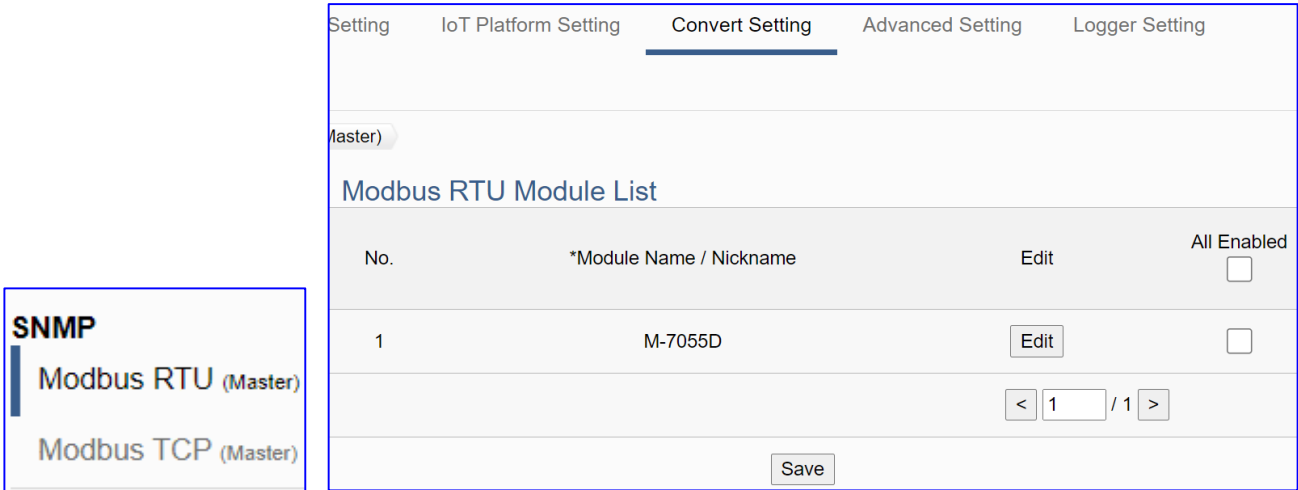 Setting IoT Platform Setting Convert Setting Advanced Setting Logger Setting
Master)
Modbus RTU Module List
No. *Module Name / Nickname Edit All Enabled
1 M-7055D Edit
< 1 / 1 >
Save
SNMP
Modbus RTU (Master)
Modbus TCP (Master)